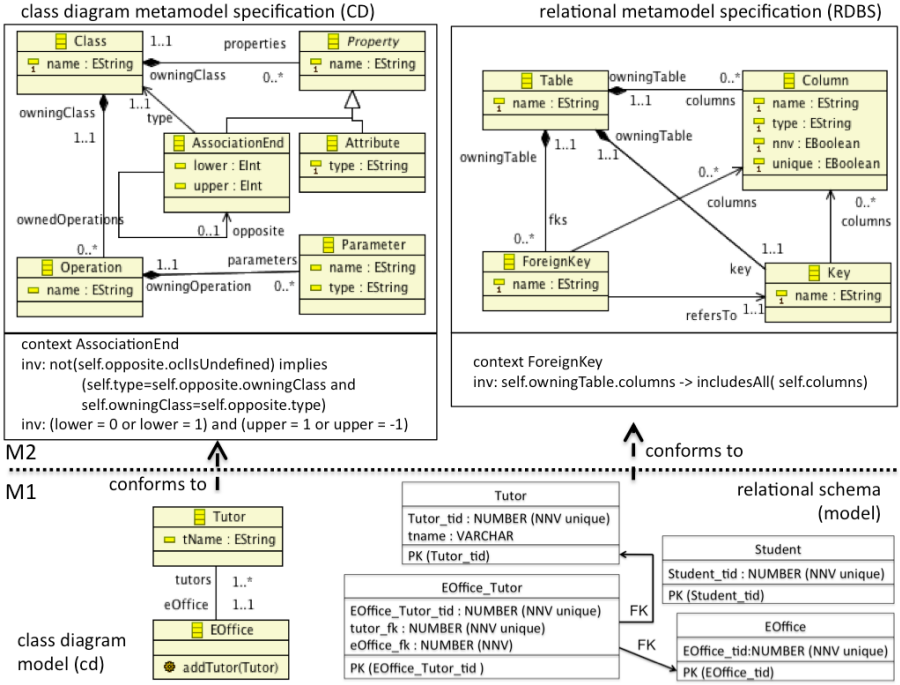 class diagram metamodel specification (CD)
Class
name : EString
1..1
properties
owningClass
0..*
Property
name : EString
owningClass
1..1
1..1
type
AssociationEnd
lower : EInt
upper : EInt
Attribute
type : EString
ownedOperations
0..*
0..1
opposite
Operation
name : EString
1..1
parameters
owningOperation
0..*
Parameter
name : EString
type : EString
context AssociationEnd
inv: not(self.opposite.oclIsUndefined) implies
(self.type=self.opposite.owningClass and
self.owningClass=self.opposite.type)
inv: (lower = 0 or lower = 1) and (upper = 1 or upper = -1)
relational metamodel specification (RDBS)
Table
name : EString
owningTable
0..*
1..1
columns
Column
name : EString
type : EString
nnv : EBoolean
unique : EBoolean
owningTable
1..1
owningTable
1..1
0..*
columns
0..*
columns
fks
0..*
ForeignKey
name : EString
1..1
key
Key
name : EString
refersTo
1..1
context ForeignKey
inv: self.owningTable.columns -> includesAll( self.columns)
M2
conforms to
M1
conforms to
Tutor
tName : EString
tutors
1..*
eOffice
1..1
EOffice
addTutor(Tutor)
class diagram
model (cd)
relational schema
(model)
Tutor
Tutor_tid : NUMBER (NNV unique)
tname : VARCHAR
PK (Tutor_tid)
EOffice_Tutor
EOffice_Tutor_tid : NUMBER (NNV unique)
tutor_fk : NUMBER (NNV unique)
eOffice_fk : NUMBER (NNV)
PK (EOffice_Tutor_tid )
FK
FK
Student
Student_tid : NUMBER (NNV unique)
PK (Student_tid)
EOffice
EOffice_tid:NUMBER (NNV unique)
PK (EOffice_tid)